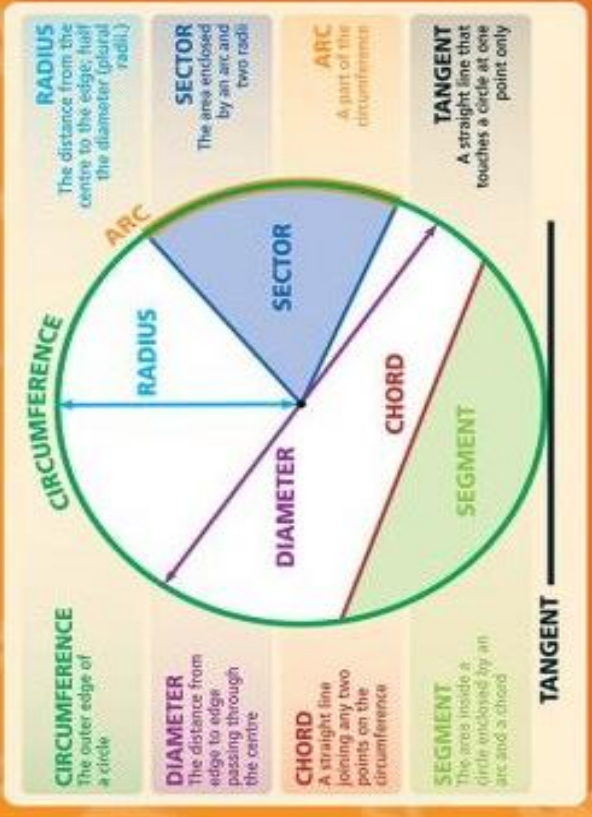 CIRCUMFERENCE
The outer edge of
a circle
DIAMETER
The distance from
edge to edge
passing through
the centre
CHORD
A straight line
joining any two
points on the
circumference
SEGMENT
The area inside a
circle enclosed by an
arc and a chord
CIRCUMFERENCE
ARC
RADIUS
SECTOR
DIAMETER
CHORD
SEGMENT
TANGENT
RADIUS
The distance from the
centre to the edge; half
the diameter (plural
radii.)
SECTOR
The area enclosed
by an arc and
two radii
ARC
A part of the
circumference
TANGENT
A straight line that
touches a circle at one
point only